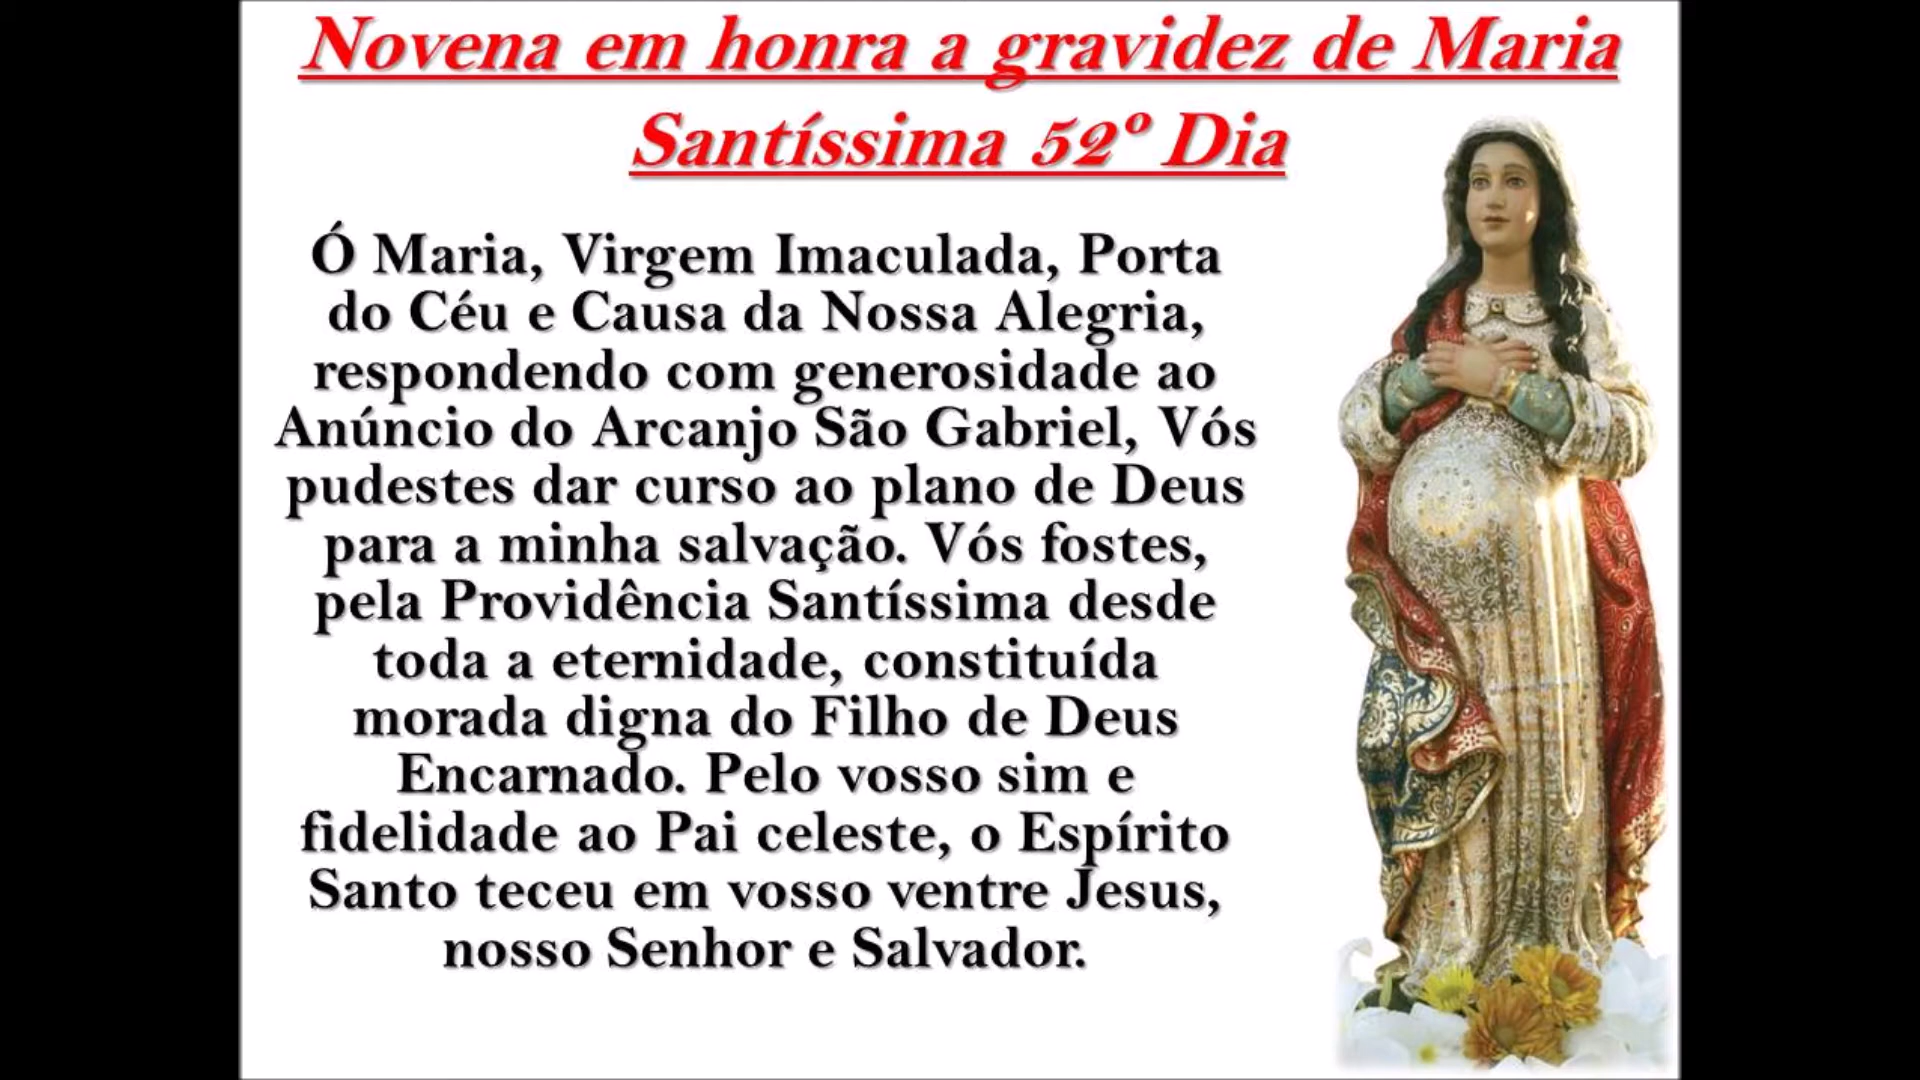 Novena em honra a gravidez de Maria
Santíssima 52º Dia
Ó Maria, Virgem Imaculada, Porta
do Céu e Causa da Nossa Alegria,
respondendo com generosidade ao
Anúncio do Arcanjo São Gabriel, Vós
pudestes dar curso ao plano de Deus
para a minha salvação. Vós fostes,
pela Providência Santíssima desde
toda a eternidade, constituída
morada digna do Filho de Deus
Encarnado. Pelo vosso sim e
fidelidade ao Pai celeste, o Espírito
Santo teceu em vosso ventre Jesus,
nosso Senhor e Salvador.